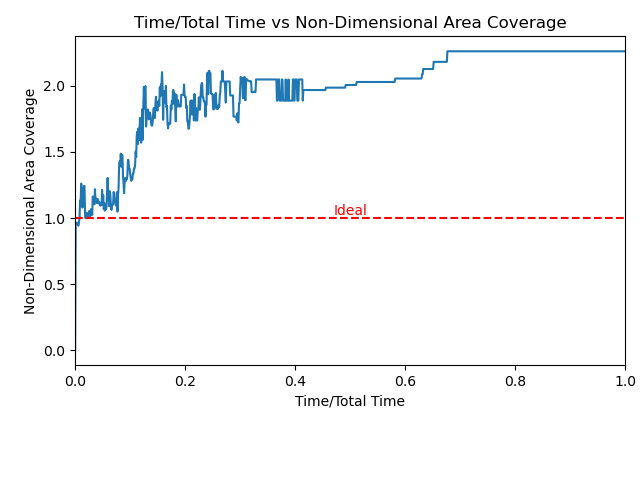 Time/Total Time vs Non-Dimensional Area Coverage
Non-Dimensional Area Coverage
2.0
1.5
1.0
0.5
0.0
Ideal
0.0 0.2 0.4 0.6 0.8 1.0
Time/Total Time